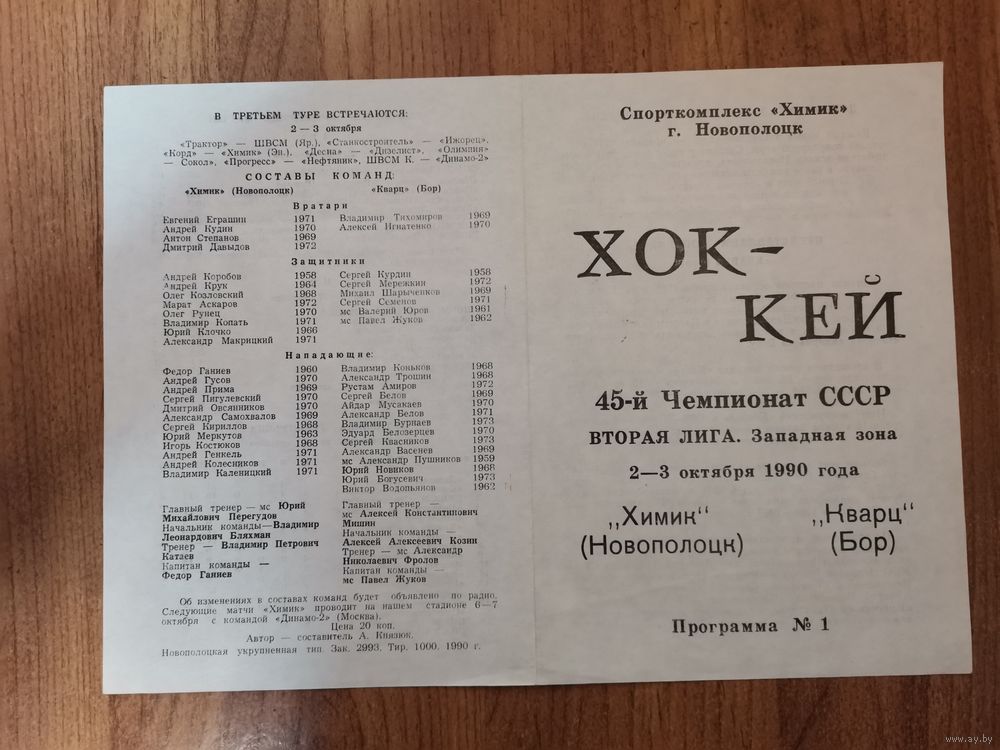 В ТРЕТЬЕМ ТУРЕ ВСТРЕЧАЮТСЯ:
2 — 3 октября
«Трактор» — ШВСМ (Яр.), «Станкостроитель» — «Ижорец»,
«Корд» — «Химик» (Эн.), «Десна» — «Дизелист», «Олимпия»
— Сокол», «Прогресс» — «Нефтяник», ШВСМ К. — «Динамо-2»
СОСТАВЫ КОМАНД:
«Химик» (Новополоцк) «Кварц» (Бор)
Вратари
Евгений Еграшин 1971 Владимир Тихомиров 1969
Андрей Кудин 1970 Алексей Игнатенко 1970
Антон Степанов 1969
Дмитрий Давыдов 1972
Защитники
Андрей Коробов 1958 Сергей Курдин 1958
Андрей Крук 1964 Сергей Мережкин 1972
Олег Козловский 1968 Михаил Шарыченков 1969
Марат Аскаров 1972 Сергей Семенов 1971
Олег Рунец 1970 мс Валерий Юров 1961
Владимир Копать 1971 мс Павел Жуков 1962
Юрий Клочко 1966
Александр Макрицкий 1971
Нападающие:
Федор Ганиев 1960 Владимир Коньков 1968
Андрей Гусов 1970 Александр Трошин 1968
Андрей Прима 1969 Рустам Амиров 1972
Сергей Пигулевский 1970 Сергей Белов 1969
Дмитрий Овсянников 1970 Айдар Мусакаев 1970
Александр Самохвалов 1969 Александр Белов 1971
Сергей Кириллов 1968 Владимир Бурнаев 1973
Юрий Меркутов 1963 Эдуард Белозерцев 1970
Игорь Костюков 1968 Сергей Квасников 1973
Андрей Генкель 1971 Александр Васенев 1969
Андрей Колесников 1971 мс Александр Пушников 1959
Владимир Каленицкий 1971 Юрий Новиков 1968
Юрий Богусевич 1973
Виктор Водопьянов 1962
Главный тренер — мс Юрий
Михайлович Перегудов
Начальник команды—Владимир
Леонардович Бляхман
Тренер — Владимир Петрович
Катаев
Капитан команды —
Федор Ганиев
Главный тренер —
мс Алексей Константинович
Мишин
Начальник команды —
Алексей Алексеевич Козин
Тренер — мс Александр
Николаевич Фролов
Капитан команды —
мс Павел Жуков
Об изменениях в составах команд будет объявлено по радио.
Следующие матчи «Химик» проводит на нашем стадионе 6—7
октября с командой «Динамо-2» (Москва).
Цена 20 коп.
Автор — составитель А. Князюк.
Новополоцкая укрупненная тип. Зак. 2993. Тир. 1000. 1990 г.
Спорткомплекс «Химик»
г. Новополоцк
ХОК-
КЕЙ
45-й Чемпионат СССР
ВТОРАЯ ЛИГА. Западная зона
2—3 октября 1990 года
„Химик" „Кварц"
(Новополоцк) (Бор)
Программа № 1
www.ay.by